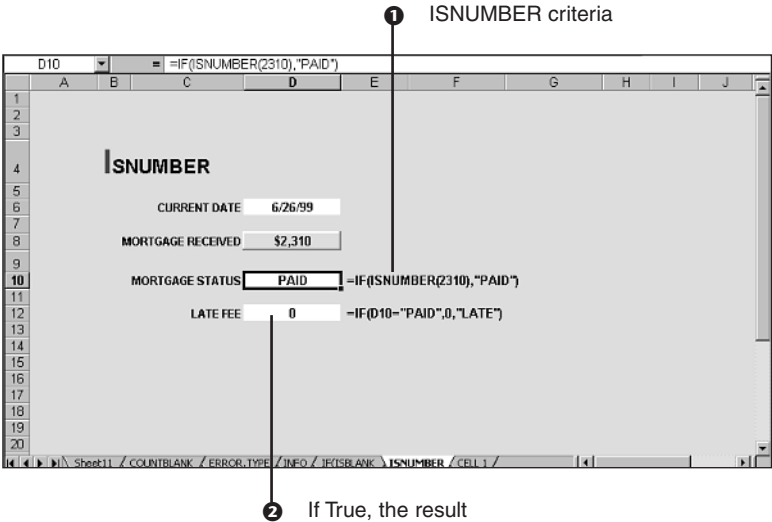 ❶ ISNUMBER criteria
D10 = =IF(ISNUMBER(2310),"PAID")
A B C D E F G H I J
1
2
3
4 ISNUMBER
5
6 CURRENT DATE 6/26/99
7
8 MORTGAGE RECEIVED $2,310
9
10 MORTGAGE STATUS PAID =IF(ISNUMBER(2310),"PAID")
11
12 LATE FEE 0 =IF(D10="PAID",0,"LATE")
13
14
15
16
17
18
19
20
Sheet11 / COUNTBLANK / ERROR.TYPE / INFO / IF(ISBLANK \ ISNUMBER / CELL 1 /
❷ If True, the result